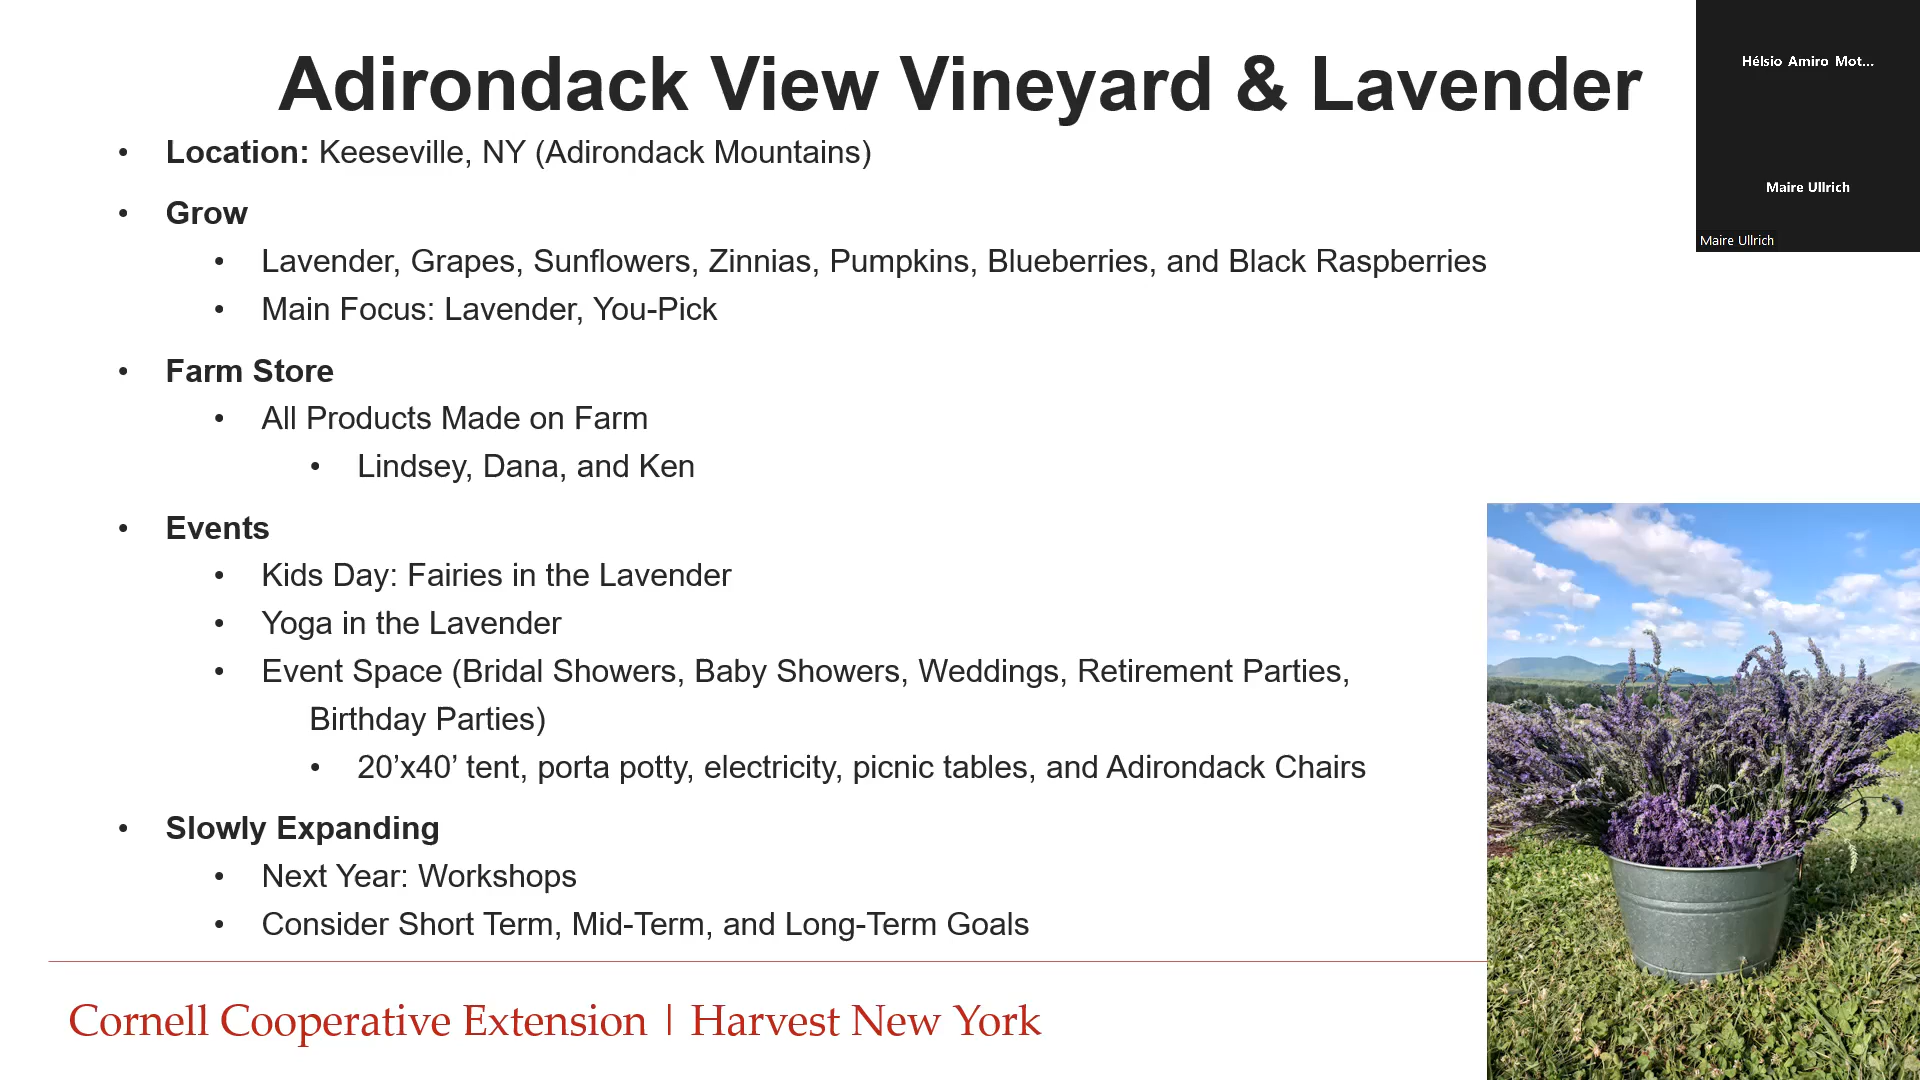 Adirondack View Vineyard & Lavender
• Location: Keeseville, NY (Adirondack Mountains)
• Grow
• Lavender, Grapes, Sunflowers, Zinnias, Pumpkins, Blueberries, and Black Raspberries
• Main Focus: Lavender, You-Pick
• Farm Store
• All Products Made on Farm
• Lindsey, Dana, and Ken
• Events
• Kids Day: Fairies in the Lavender
• Yoga in the Lavender
• Event Space (Bridal Showers, Baby Showers, Weddings, Retirement Parties,
Birthday Parties)
• 20’x40’ tent, porta potty, electricity, picnic tables, and Adirondack Chairs
• Slowly Expanding
• Next Year: Workshops
• Consider Short Term, Mid-Term, and Long-Term Goals
Cornell Cooperative Extension | Harvest New York
Hélsio Amiro Mot...
Maire Ullrich
Maire Ullrich